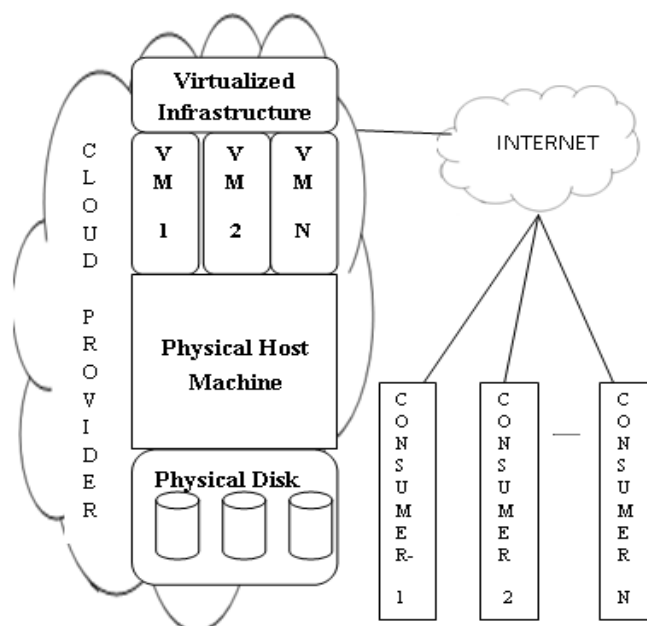 Virtualized
Infrastructure
CLOUD PROVIDER
VM 1
VM 2
VM N
Physical Host
Machine
Physical Disk
INTERNET
CONSUMER- 1
CONSUMER 2
CONSUMER N